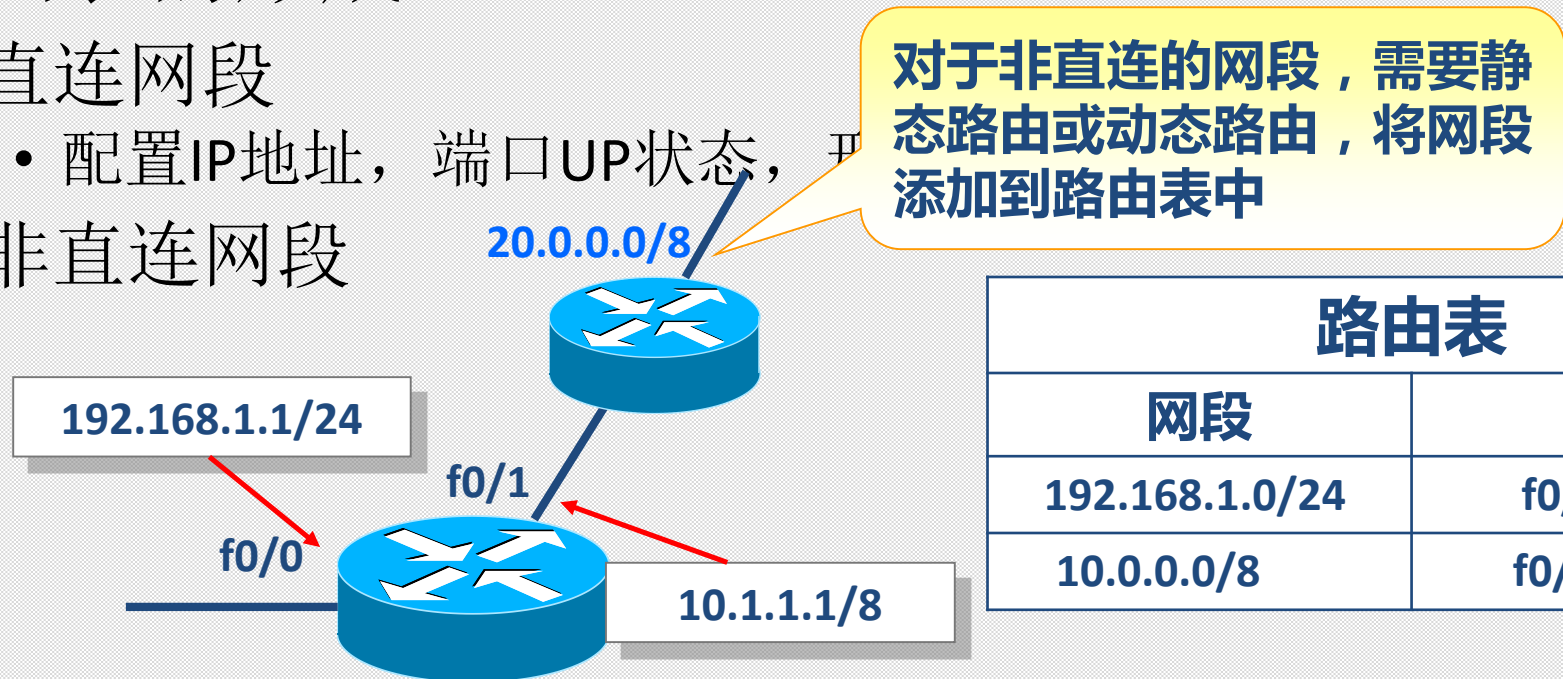 直连网段
• 配置IP地址，端口UP状态，
非直连网段
对于非直连的网段，需要静
态路由或动态路由，将网段
添加到路由表中
20.0.0.0/8
192.168.1.1/24
f0/1
f0/0
10.1.1.1/8
路由表
网段
192.168.1.0/24 f0/
10.0.0.0/8 f0/